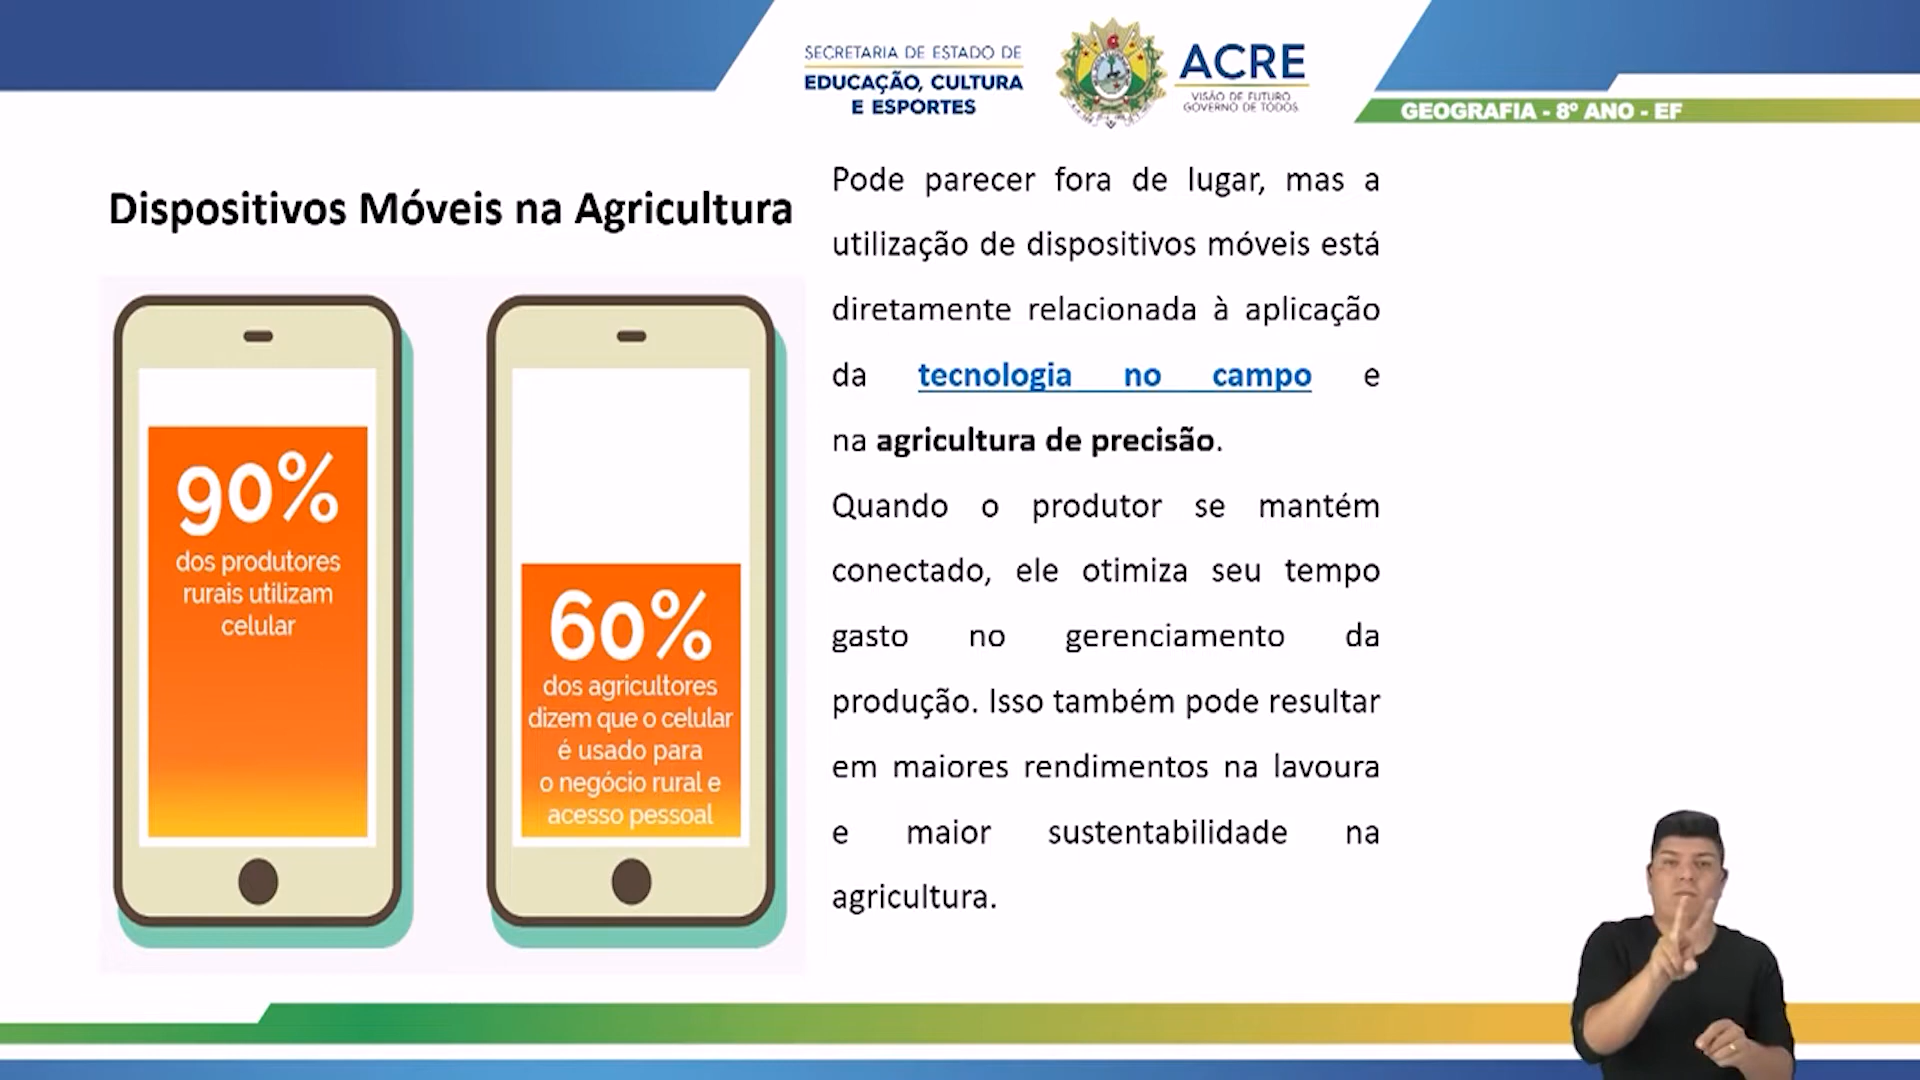 SECRETARIA DE ESTADO DE
EDUCAÇÃO, CULTURA
E ESPORTES
ACRE
VISÃO DE FUTURO
GOVERNO DE TODOS
GEOGRAFIA - 8º ANO - EF
Dispositivos Móveis na Agricultura
90%
dos produtores
rurais utilizam
celular
60%
dos agricultores
dizem que o celular
é usado para
o negócio rural e
acesso pessoal
Pode parecer fora de lugar, mas a
utilização de dispositivos móveis está
diretamente relacionada à aplicação
da tecnologia no campo e
na agricultura de precisão.
Quando o produtor se mantém
conectado, ele otimiza seu tempo
gasto no gerenciamento da
produção. Isso também pode resultar
em maiores rendimentos na lavoura
e maior sustentabilidade na
agricultura.